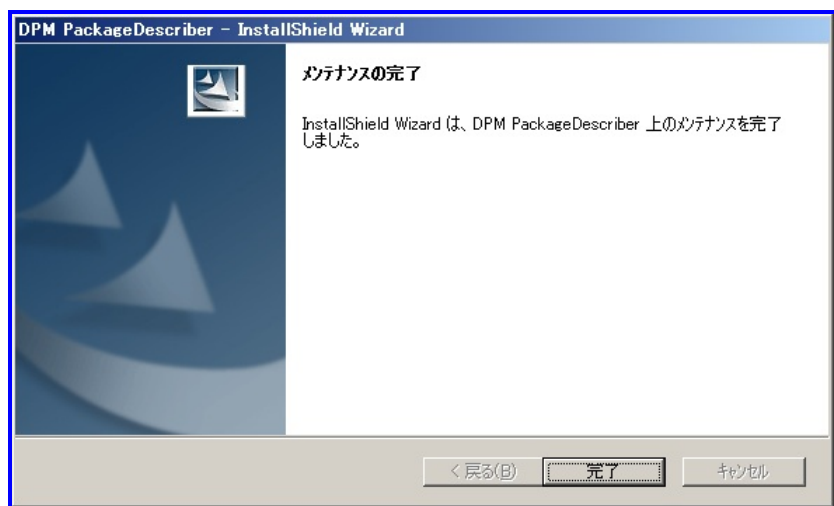 DPM PackageDescriber - InstallShield Wizard
メンテナンスの完了
InstallShield Wizard は、DPM PackageDescriber 上のメンテナンスを完了
しました。
< 戻る(B)
完了
キャンセル